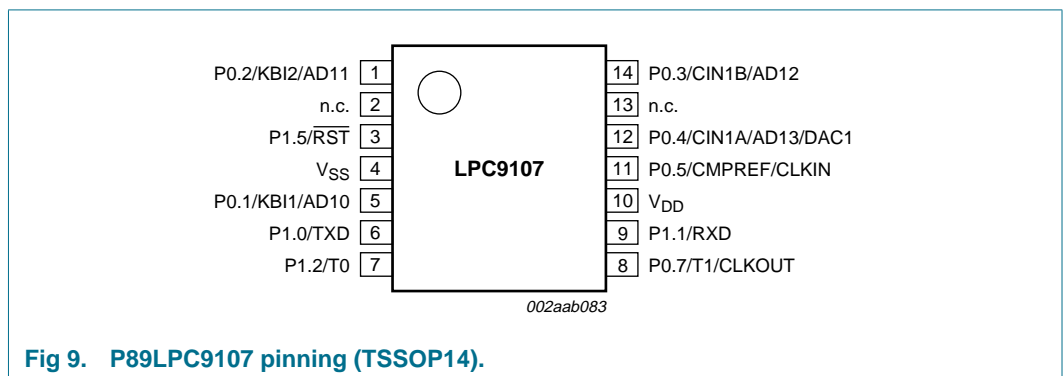 P0.2/KBI2/AD11 1 14 P0.3/CIN1B/AD12
n.c. 2 13 n.c.
P1.5/R̅S̅T̅ 3 12 P0.4/CIN1A/AD13/DAC1
VSS 4 LPC9107 11 P0.5/CMPREF/CLKIN
P0.1/KBI1/AD10 5 10 VDD
P1.0/TXD 6 9 P1.1/RXD
P1.2/T0 7 8 P0.7/T1/CLKOUT
002aab083
Fig 9. P89LPC9107 pinning (TSSOP14).